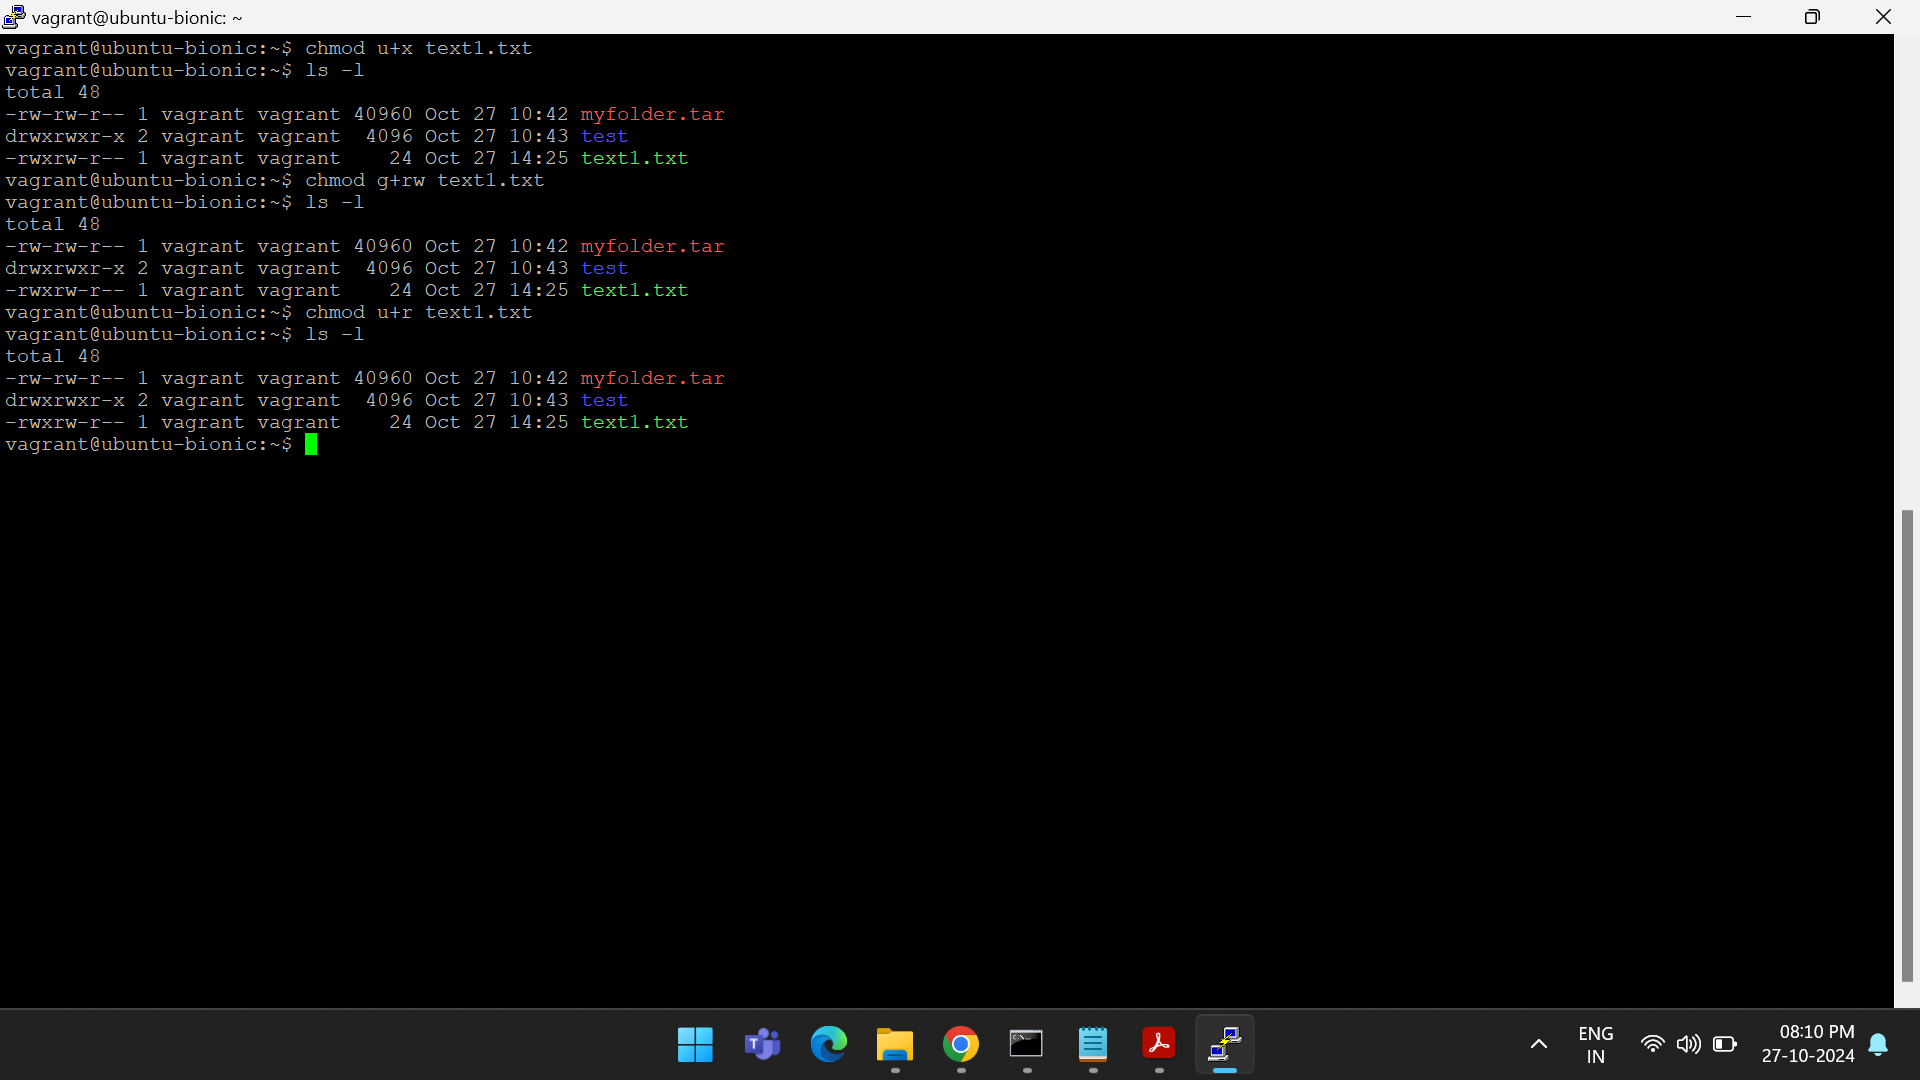 vagrant@ubuntu-bionic: ~
vagrant@ubuntu-bionic:~$ chmod u+x text1.txt
vagrant@ubuntu-bionic:~$ ls -l
total 48
-rw-rw-r-- 1 vagrant vagrant 40960 Oct 27 10:42 myfolder.tar
drwxrwxr-x 2 vagrant vagrant  4096 Oct 27 10:43 test
-rwxrw-r-- 1 vagrant vagrant    24 Oct 27 14:25 text1.txt
vagrant@ubuntu-bionic:~$ chmod g+rw text1.txt
vagrant@ubuntu-bionic:~$ ls -l
total 48
-rw-rw-r-- 1 vagrant vagrant 40960 Oct 27 10:42 myfolder.tar
drwxrwxr-x 2 vagrant vagrant  4096 Oct 27 10:43 test
-rwxrw-r-- 1 vagrant vagrant    24 Oct 27 14:25 text1.txt
vagrant@ubuntu-bionic:~$ chmod u+r text1.txt
vagrant@ubuntu-bionic:~$ ls -l
total 48
-rw-rw-r-- 1 vagrant vagrant 40960 Oct 27 10:42 myfolder.tar
drwxrwxr-x 2 vagrant vagrant  4096 Oct 27 10:43 test
-rwxrw-r-- 1 vagrant vagrant    24 Oct 27 14:25 text1.txt
vagrant@ubuntu-bionic:~$
ENG
IN
08:10 PM
27-10-2024